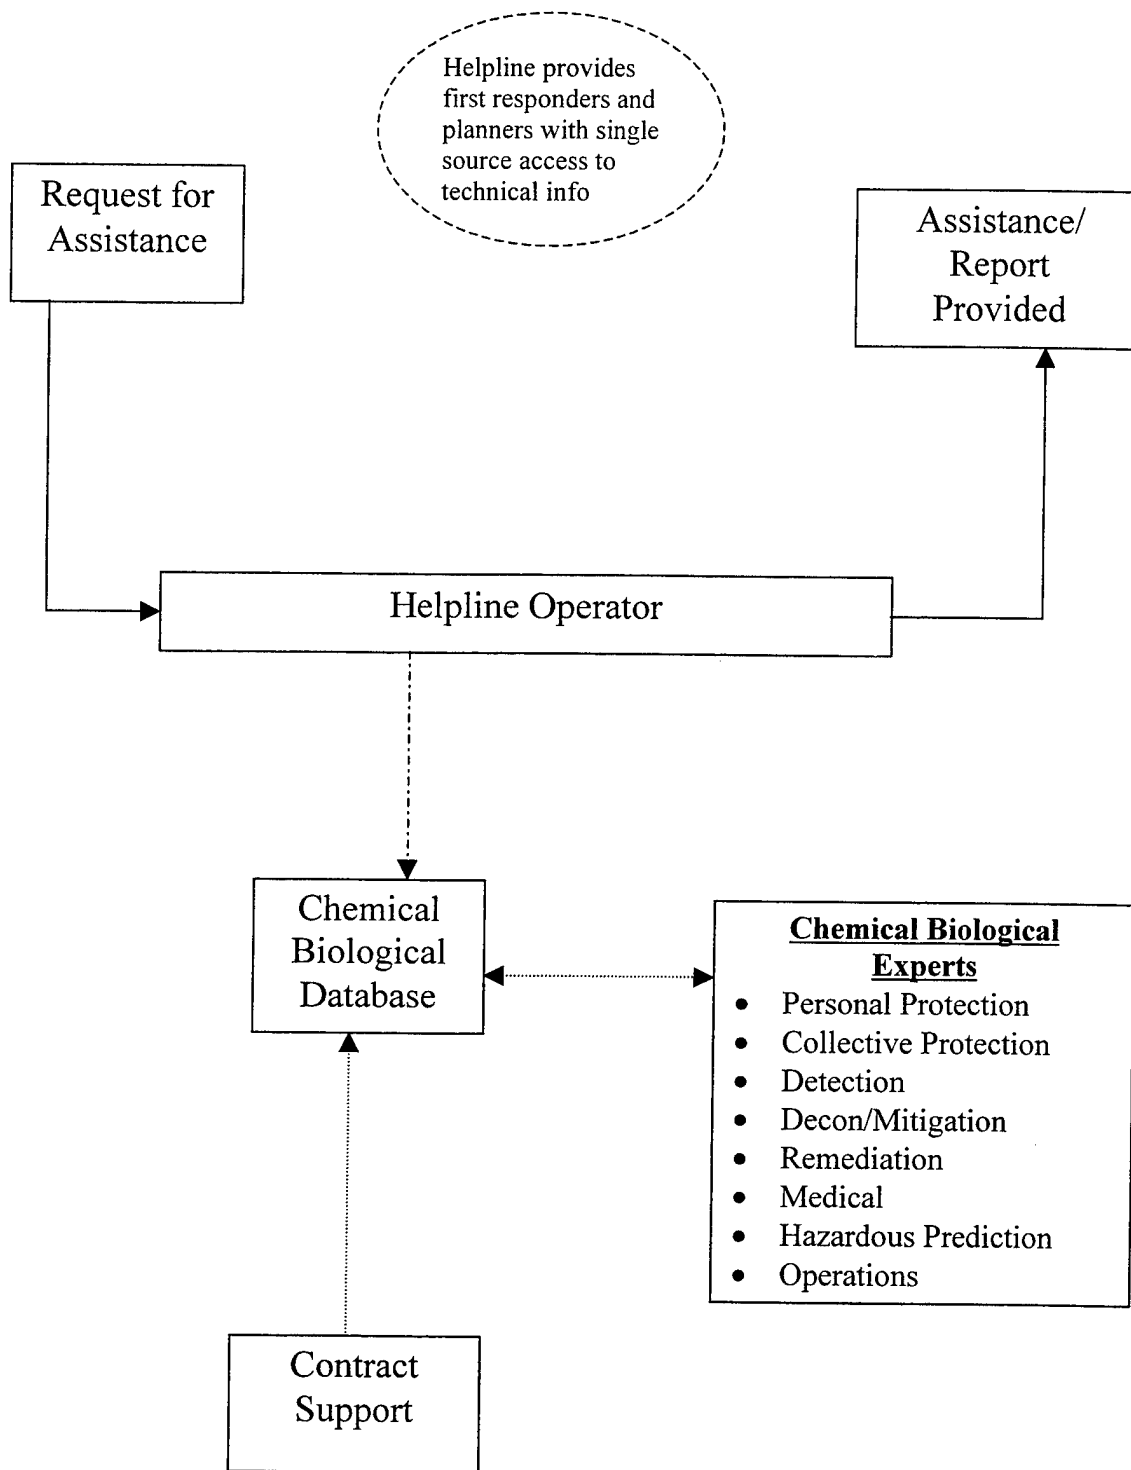 Helpline provides
first responders and
planners with single
source access to
technical info
Request for
Assistance
Assistance/
Report
Provided
Helpline Operator
Chemical
Biological
Database
Chemical Biological
Experts
• Personal Protection
• Collective Protection
• Detection
• Decon/Mitigation
• Remediation
• Medical
• Hazardous Prediction
• Operations
Contract
Support